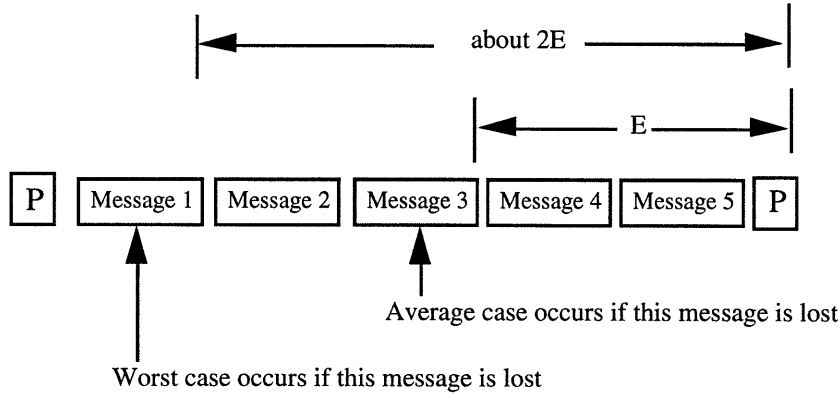 about 2E
E
P Message 1 Message 2 Message 3 Message 4 Message 5 P
Average case occurs if this message is lost
Worst case occurs if this message is lost